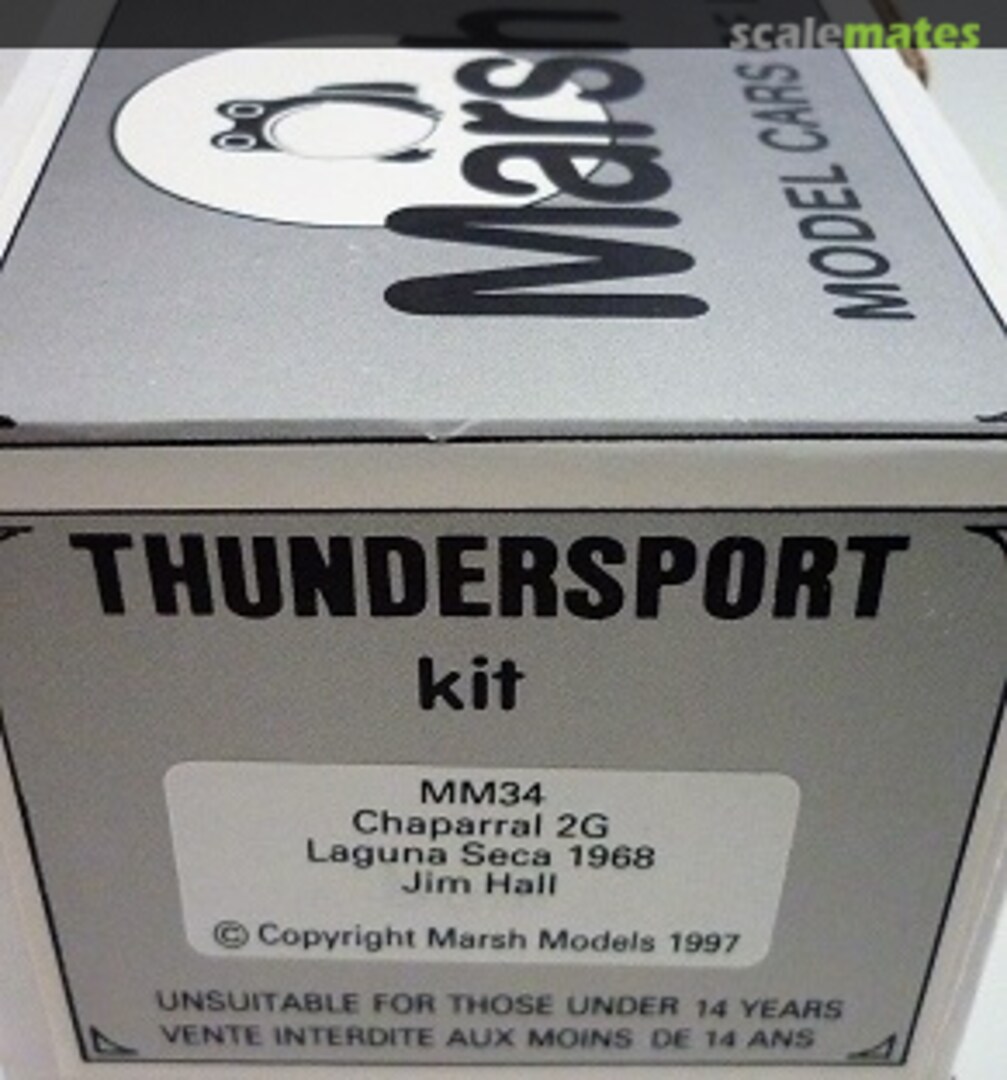 scalemates
Marsh
MODEL CARS
THUNDERSPORT
kit
MM34
Chaparral 2G
Laguna Seca 1968
Jim Hall
© Copyright Marsh Models 1997
UNSUITABLE FOR THOSE UNDER 14 YEARS
VENTE INTERDITE AUX MOINS DE 14 ANS